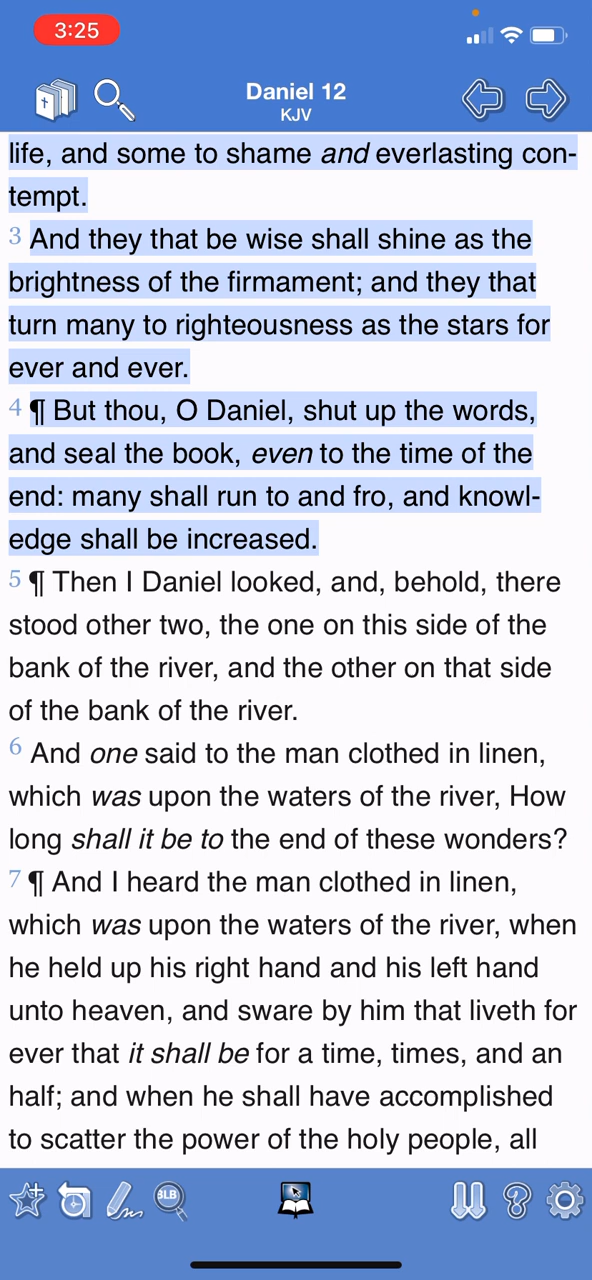 3:25
Daniel 12
KJV
life, and some to shame and everlasting con-
tempt.
3 And they that be wise shall shine as the
brightness of the firmament; and they that
turn many to righteousness as the stars for
ever and ever.
4 ¶ But thou, O Daniel, shut up the words,
and seal the book, even to the time of the
end: many shall run to and fro, and knowl-
edge shall be increased.
5 ¶ Then I Daniel looked, and, behold, there
stood other two, the one on this side of the
bank of the river, and the other on that side
of the bank of the river.
6 And one said to the man clothed in linen,
which was upon the waters of the river, How
long shall it be to the end of these wonders?
7 ¶ And I heard the man clothed in linen,
which was upon the waters of the river, when
he held up his right hand and his left hand
unto heaven, and sware by him that liveth for
ever that it shall be for a time, times, and an
half; and when he shall have accomplished
to scatter the power of the holy people, all
BLB